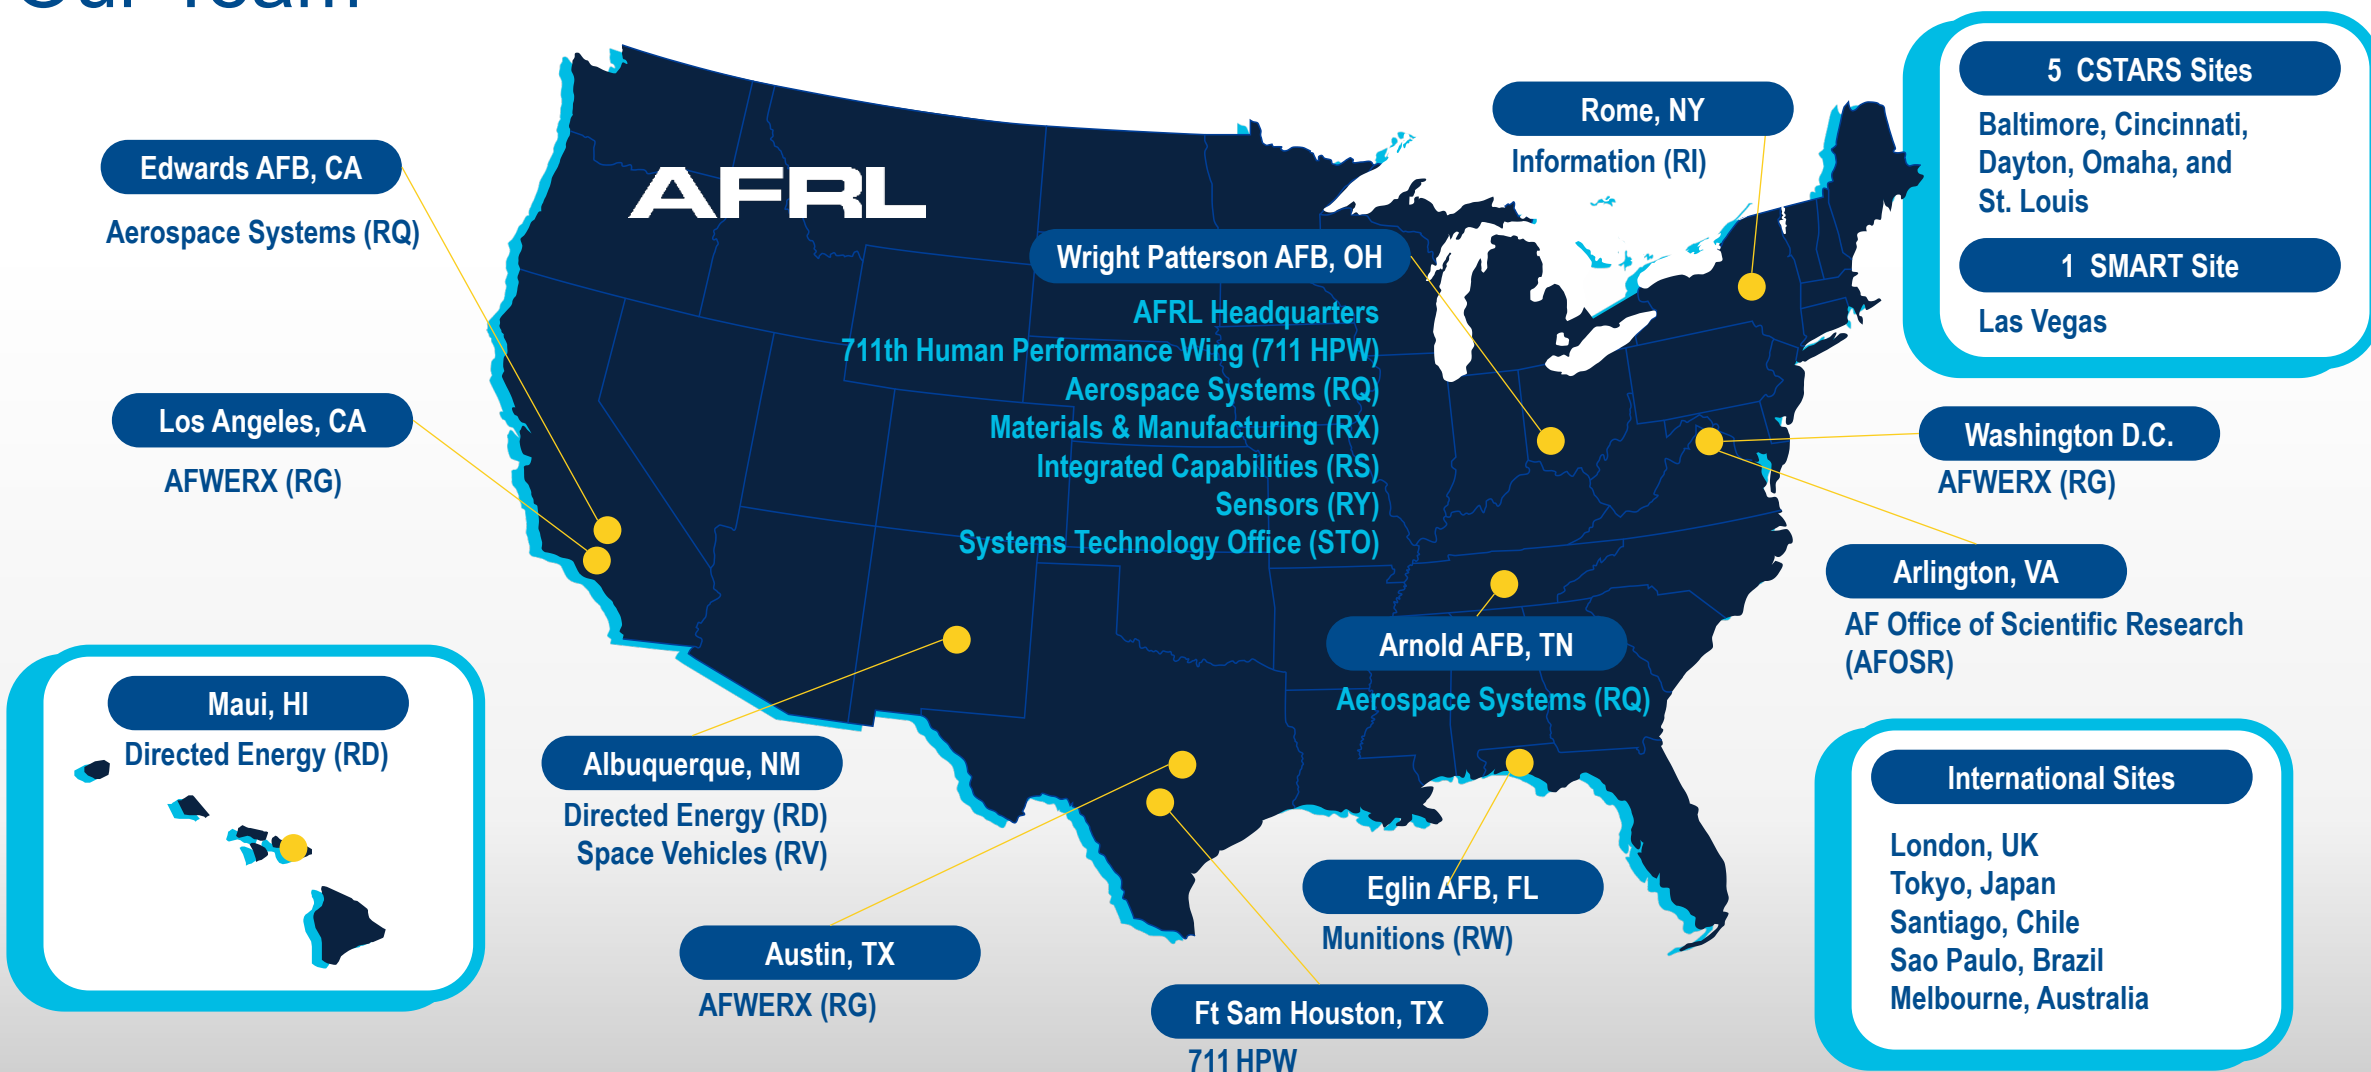 Our Team
AFRL
Edwards AFB, CA
Aerospace Systems (RQ)
Los Angeles, CA
AFWERX (RG)
Wright Patterson AFB, OH
AFRL Headquarters
711th Human Performance Wing (711 HPW)
Aerospace Systems (RQ)
Materials & Manufacturing (RX)
Integrated Capabilities (RS)
Sensors (RY)
Systems Technology Office (STO)
Rome, NY
Information (RI)
5 CSTARS Sites
Baltimore, Cincinnati,
Dayton, Omaha, and
St. Louis
1 SMART Site
Las Vegas
Washington D.C.
AFWERX (RG)
Arlington, VA
AF Office of Scientific Research
(AFOSR)
Arnold AFB, TN
Aerospace Systems (RQ)
Maui, HI
Directed Energy (RD)
Albuquerque, NM
Directed Energy (RD)
Space Vehicles (RV)
Austin, TX
AFWERX (RG)
Eglin AFB, FL
Munitions (RW)
Ft Sam Houston, TX
711 HPW
International Sites
London, UK
Tokyo, Japan
Santiago, Chile
Sao Paulo, Brazil
Melbourne, Australia